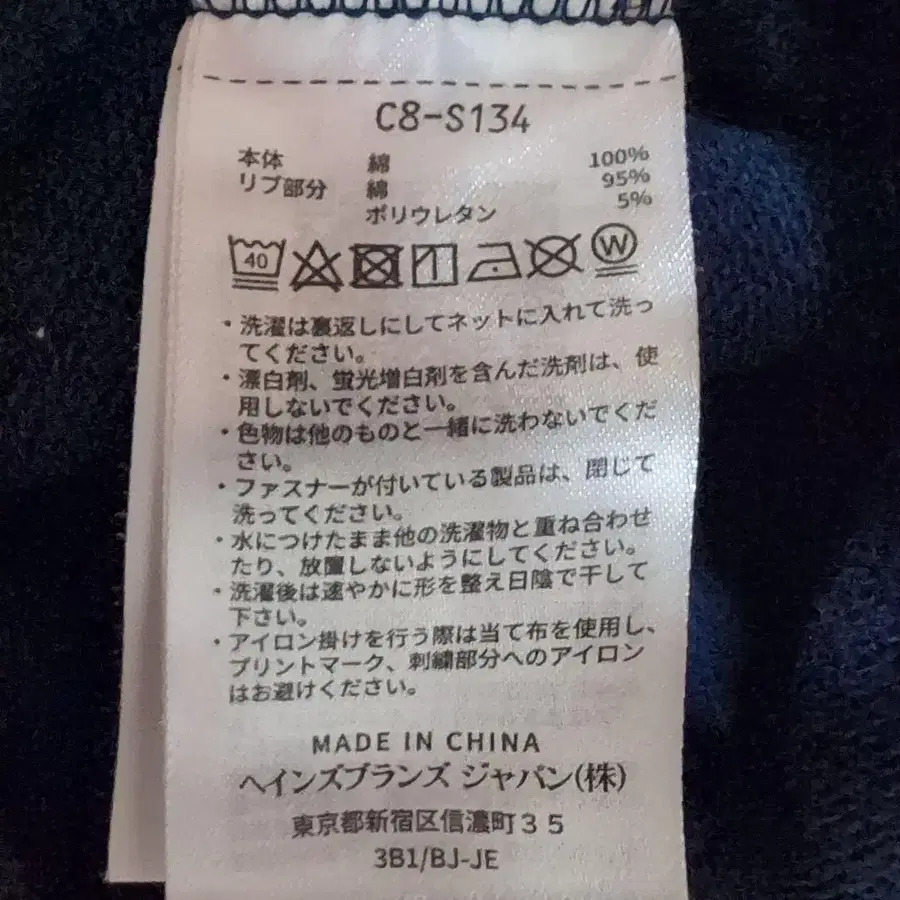 C8-S134
本体 綿 100%
リブ部分 綿 95%
ポリウレタン 5%
40 W
・洗濯は裏返しにしてネットに入れて洗っ
てください。
・漂白剤、蛍光増白剤を含んだ洗剤は、使
用しないでください。
・色物は他のものと一緒に洗わないでくだ
さい。
・ファスナーが付いている製品は、閉じて
洗ってください。
・水につけたまま他の洗濯物と重ね合わせ
たり、放置しないようにしてください。
・洗濯後は速やかに形を整え日陰で干して
下さい。
・アイロン掛けを行う際は当て布を使用し、
プリントマーク、刺繍部分へのアイロン
はお避けください。
MADE IN CHINA
ヘインズブランズ ジャパン(株)
東京都新宿区信濃町35
3B1/BJ-JE